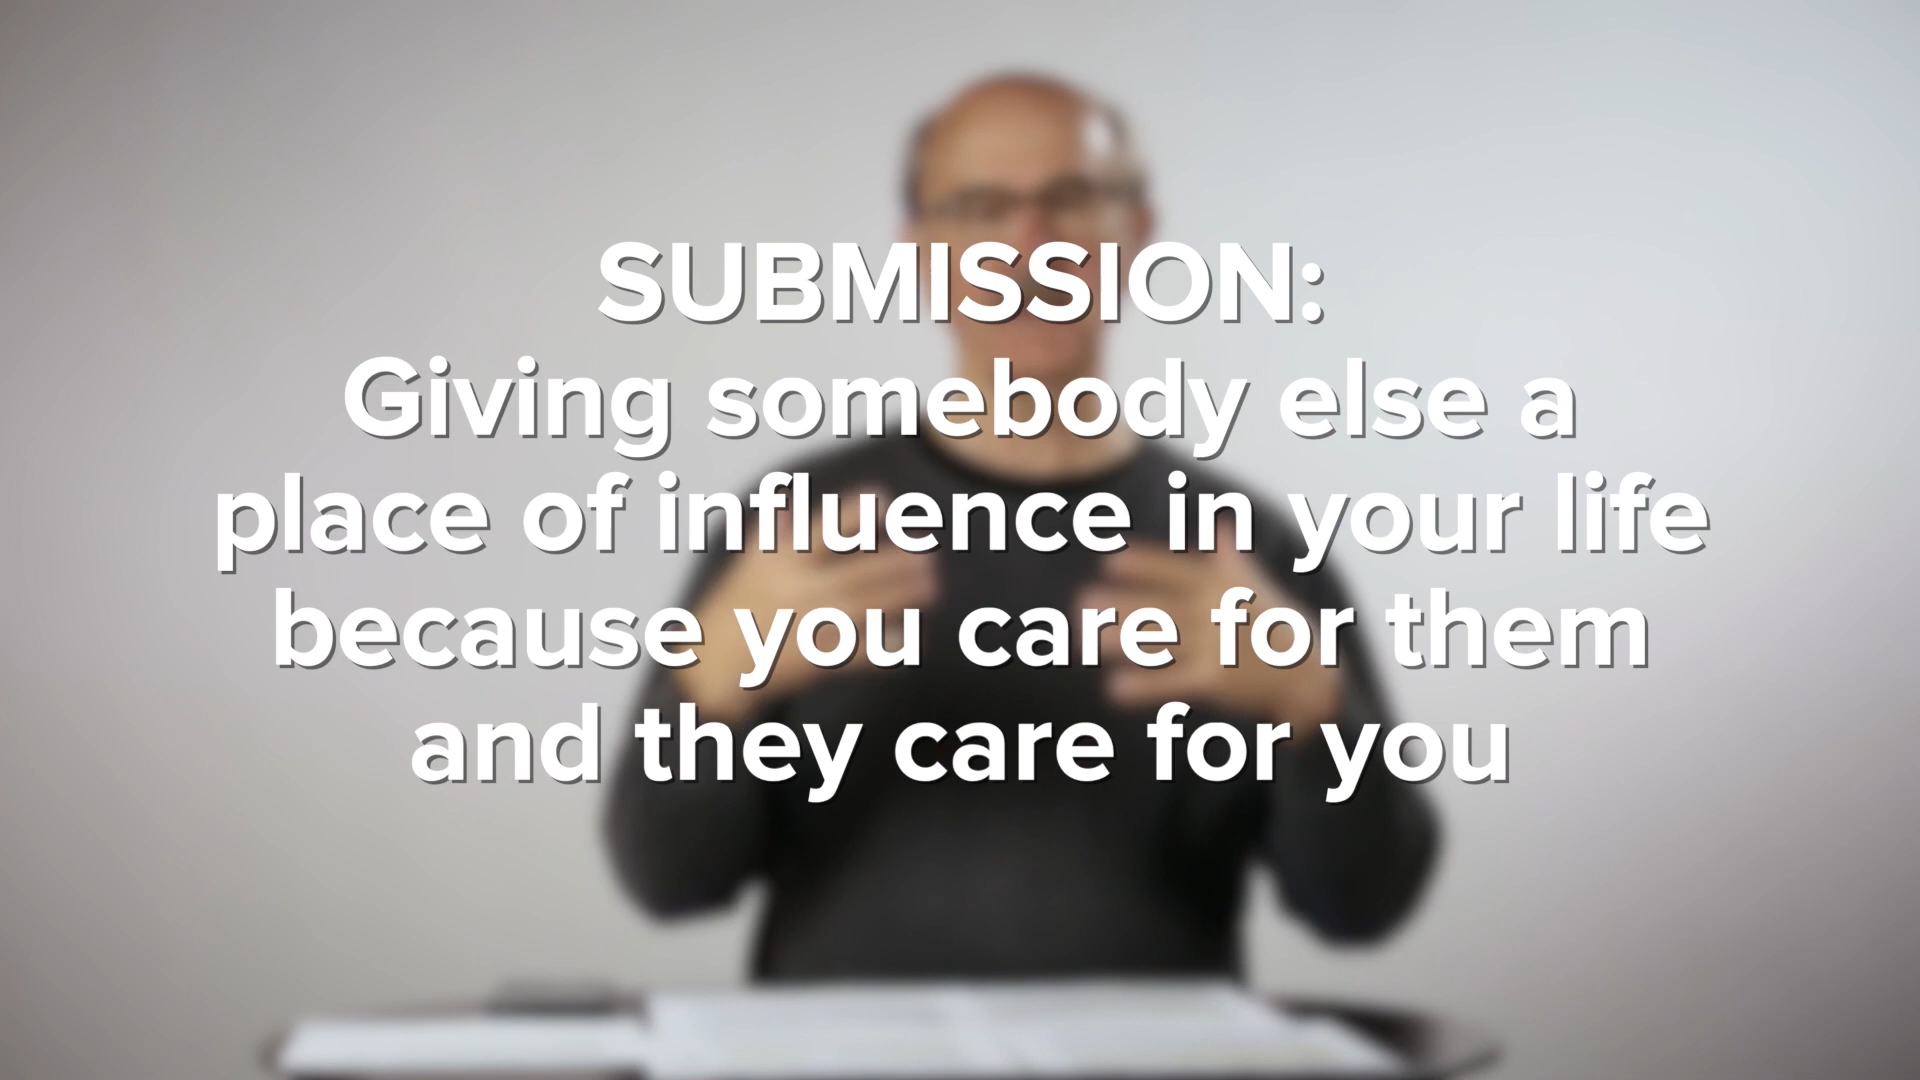 SUBMISSION:
Giving somebody else a
place of influence in your life
because you care for them
and they care for you